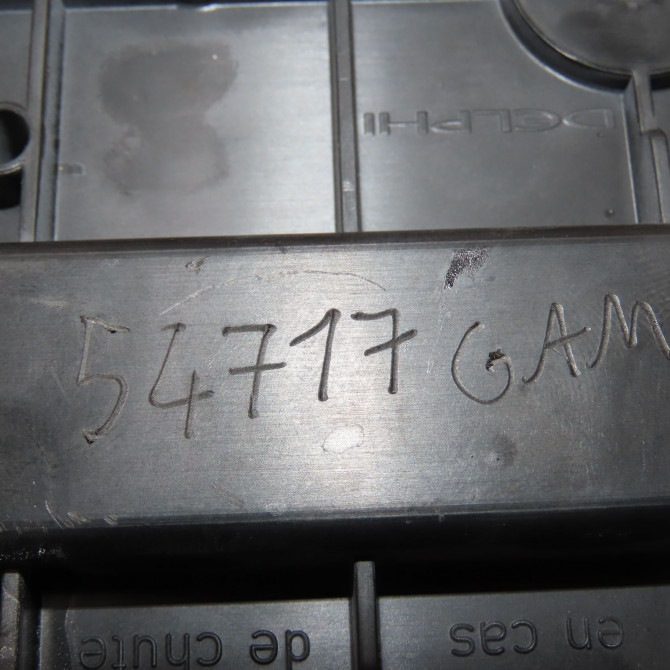 DELPHI
54717 GAM
en cas
de chute